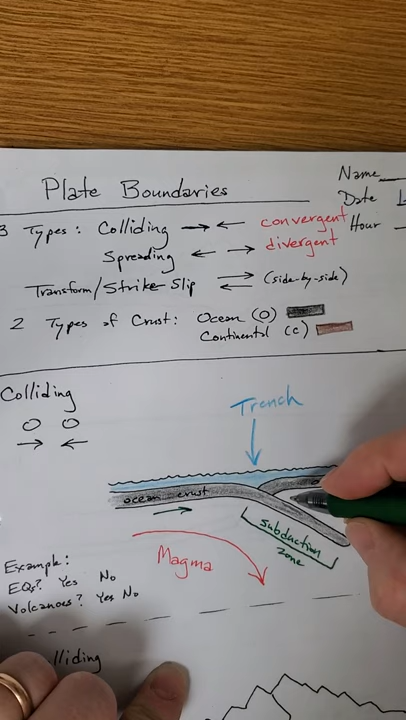 Plate Boundaries
Name
Date
Hour
3 Types: Colliding → ← convergent
Spreading ← → divergent
Transform/Strike-Slip (side-by-side)
2 Types of Crust: Ocean (O)
Continental (C)
Colliding
O O
→ ←
Trench
ocean crust
subduction
zone
Magma
Example:
EQs? Yes No
Volcanoes? Yes No
lliding